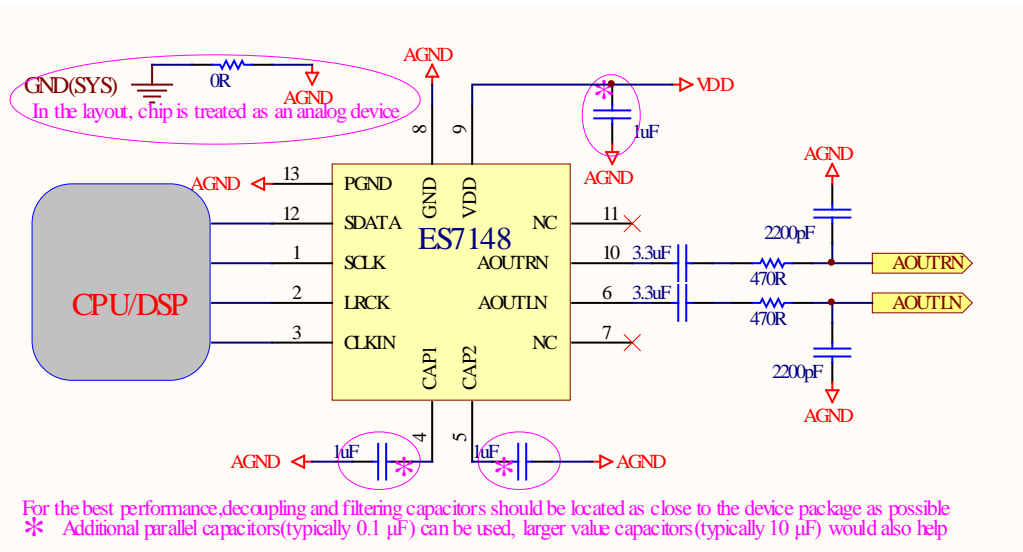 AGND
GND(SYS)
0R
AGND
In the layout, chip is treated as an analog device
8
9
VDD
1uF
AGND
AGND
13
PGND
GND
VDD
AGND
12
SDATA
NC
11
2200pF
ES7148
1
SCLK
AOUTRN
10
3.3uF
470R
AOUTRN
CPU/DSP
2
LRCK
AOUTLN
6
3.3uF
470R
AOUTLN
3
CLKIN
NC
7
CAP1
CAP2
2200pF
AGND
4
5
1uF
1uF
AGND
AGND
For the best performance,decoupling and filtering capacitors should be located as close to the device package as possible
* Additional parallel capacitors(typically 0.1 μF) can be used, larger value capacitors(typically 10 μF) would also help